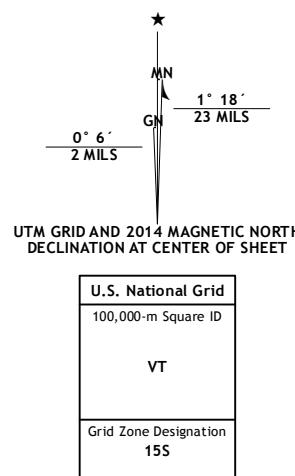 ★
MN
1° 18´
23 MILS
GN
0° 6´
2 MILS
UTM GRID AND 2014 MAGNETIC NORTH
DECLINATION AT CENTER OF SHEET
U.S. National Grid
100,000-m Square ID
VT
Grid Zone Designation
15S